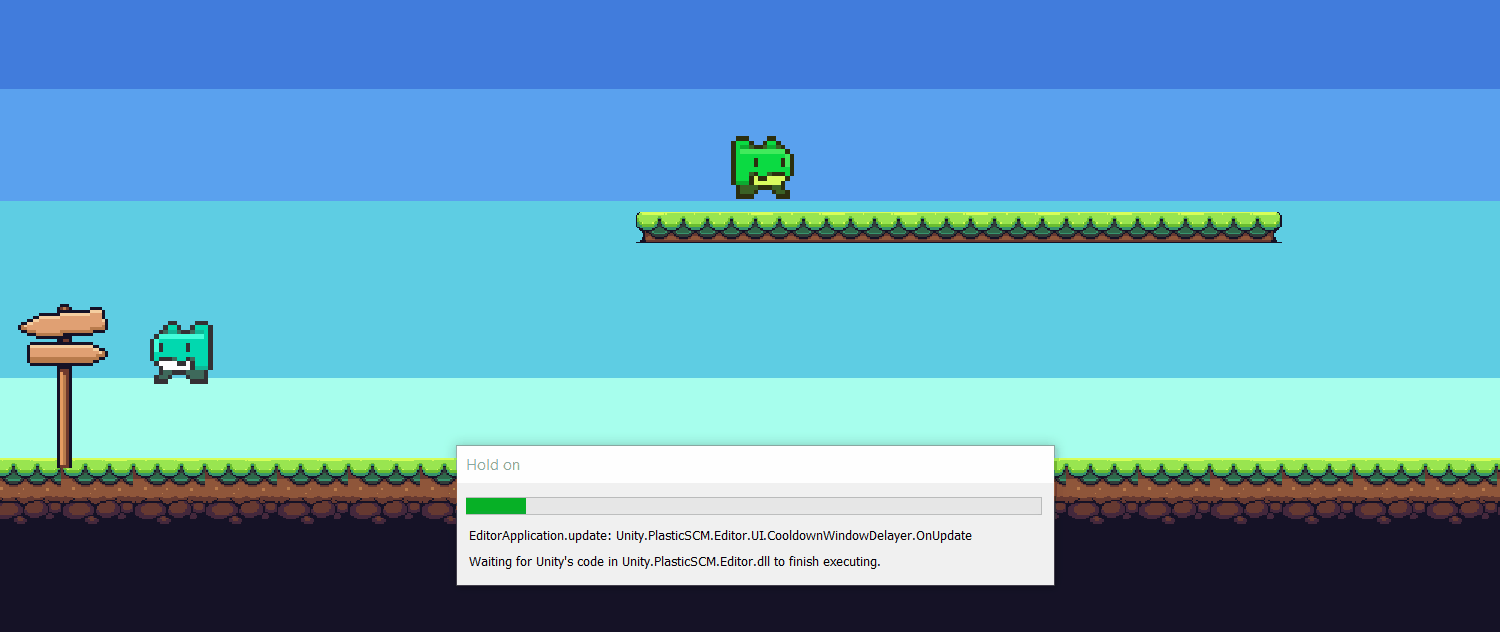 Hold on
EditorApplication.update: Unity.PlasticSCM.Editor.UI.CooldownWindowDelayer.OnUpdate
Waiting for Unity's code in Unity.PlasticSCM.Editor.dll to finish executing.